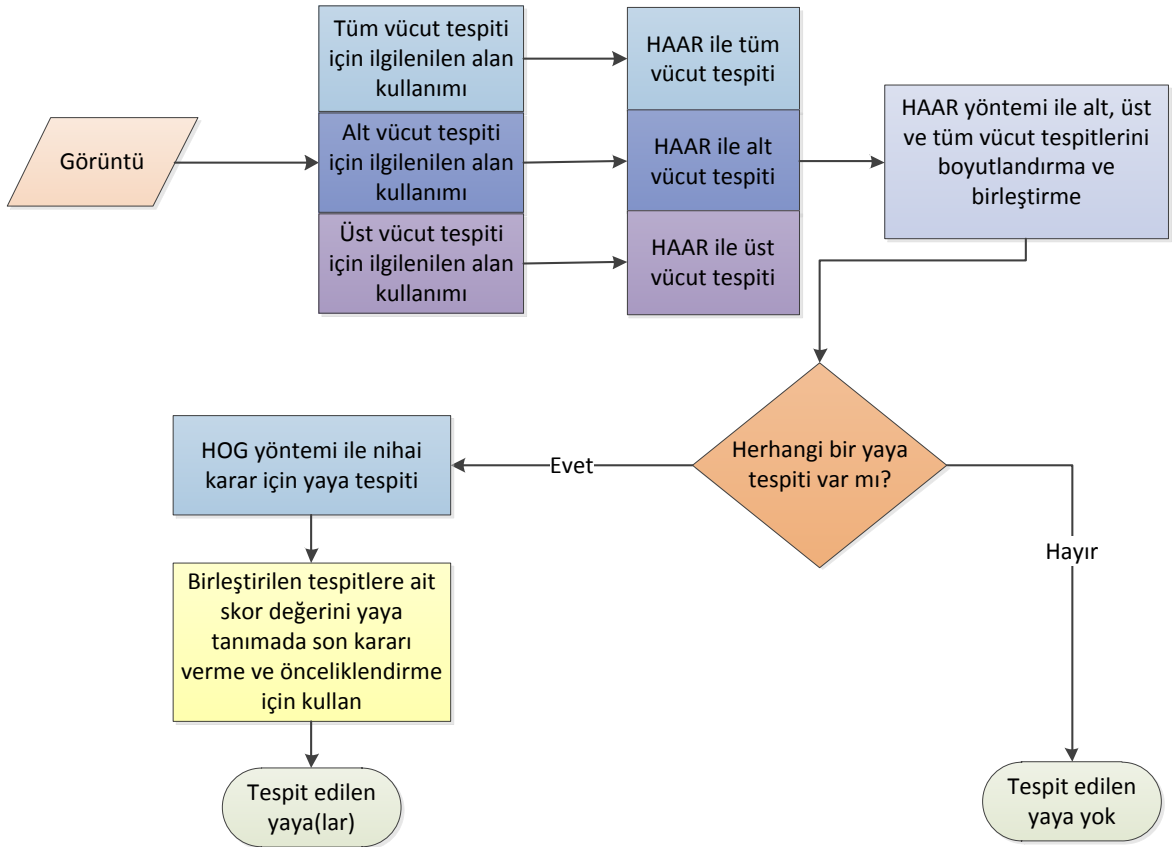 Görüntü
Tüm vücut tespiti
için ilgilenilen alan
kullanımı
HAAR ile tüm
vücut tespiti
Alt vücut tespiti
için ilgilenilen alan
kullanımı
HAAR ile alt
vücut tespiti
Üst vücut tespiti
için ilgilenilen alan
kullanımı
HAAR ile üst
vücut tespiti
HAAR yöntemi ile alt, üst
ve tüm vücut tespitlerini
boyutlandırma ve
birleştirme
Herhangi bir yaya
tespiti var mı?
Evet
HOG yöntemi ile nihai
karar için yaya tespiti
Birleştirilen tespitlere ait
skor değerini yaya
tanımada son kararı
verme ve önceliklendirme
için kullan
Tespit edilen
yaya(lar)
Hayır
Tespit edilen
yaya yok